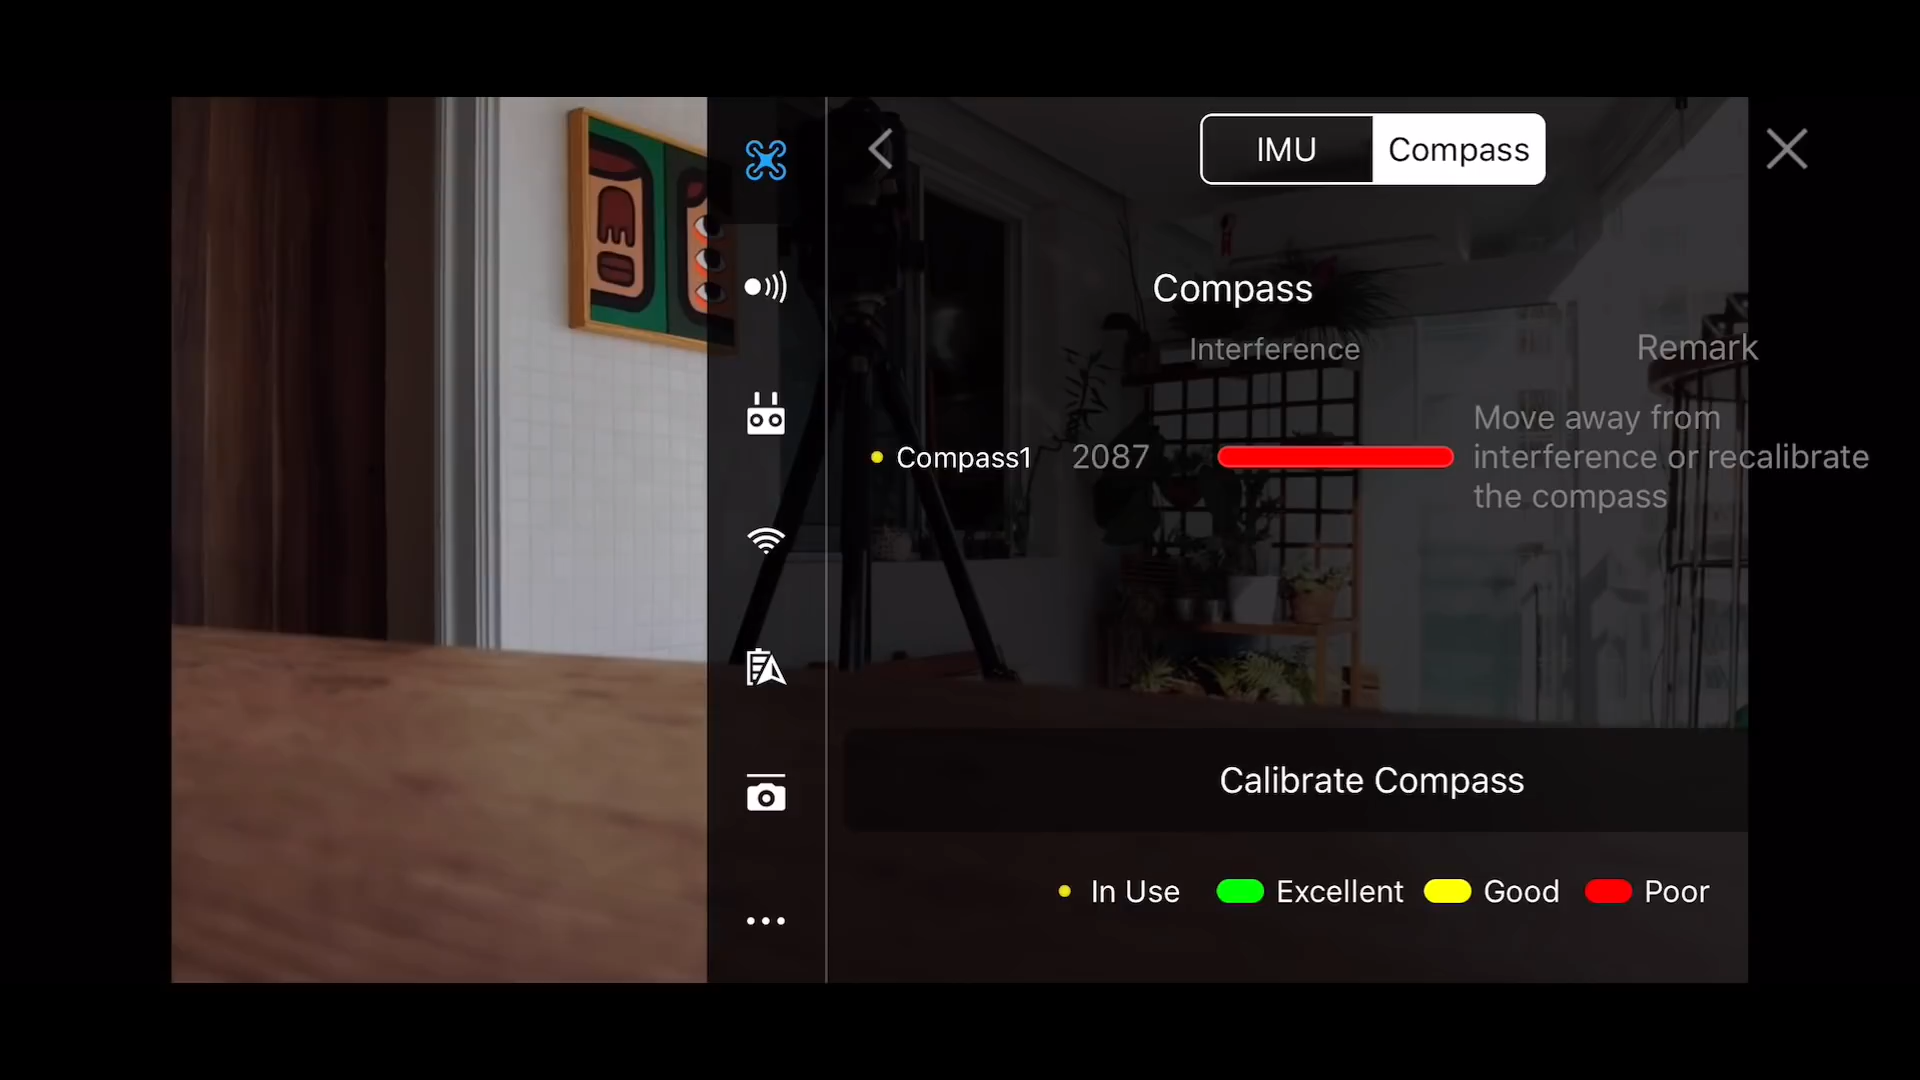 IMU
Compass
Compass
Interference
Remark
Compass1
2087
Move away from
interference or recalibrate
the compass
Calibrate Compass
In Use
Excellent
Good
Poor